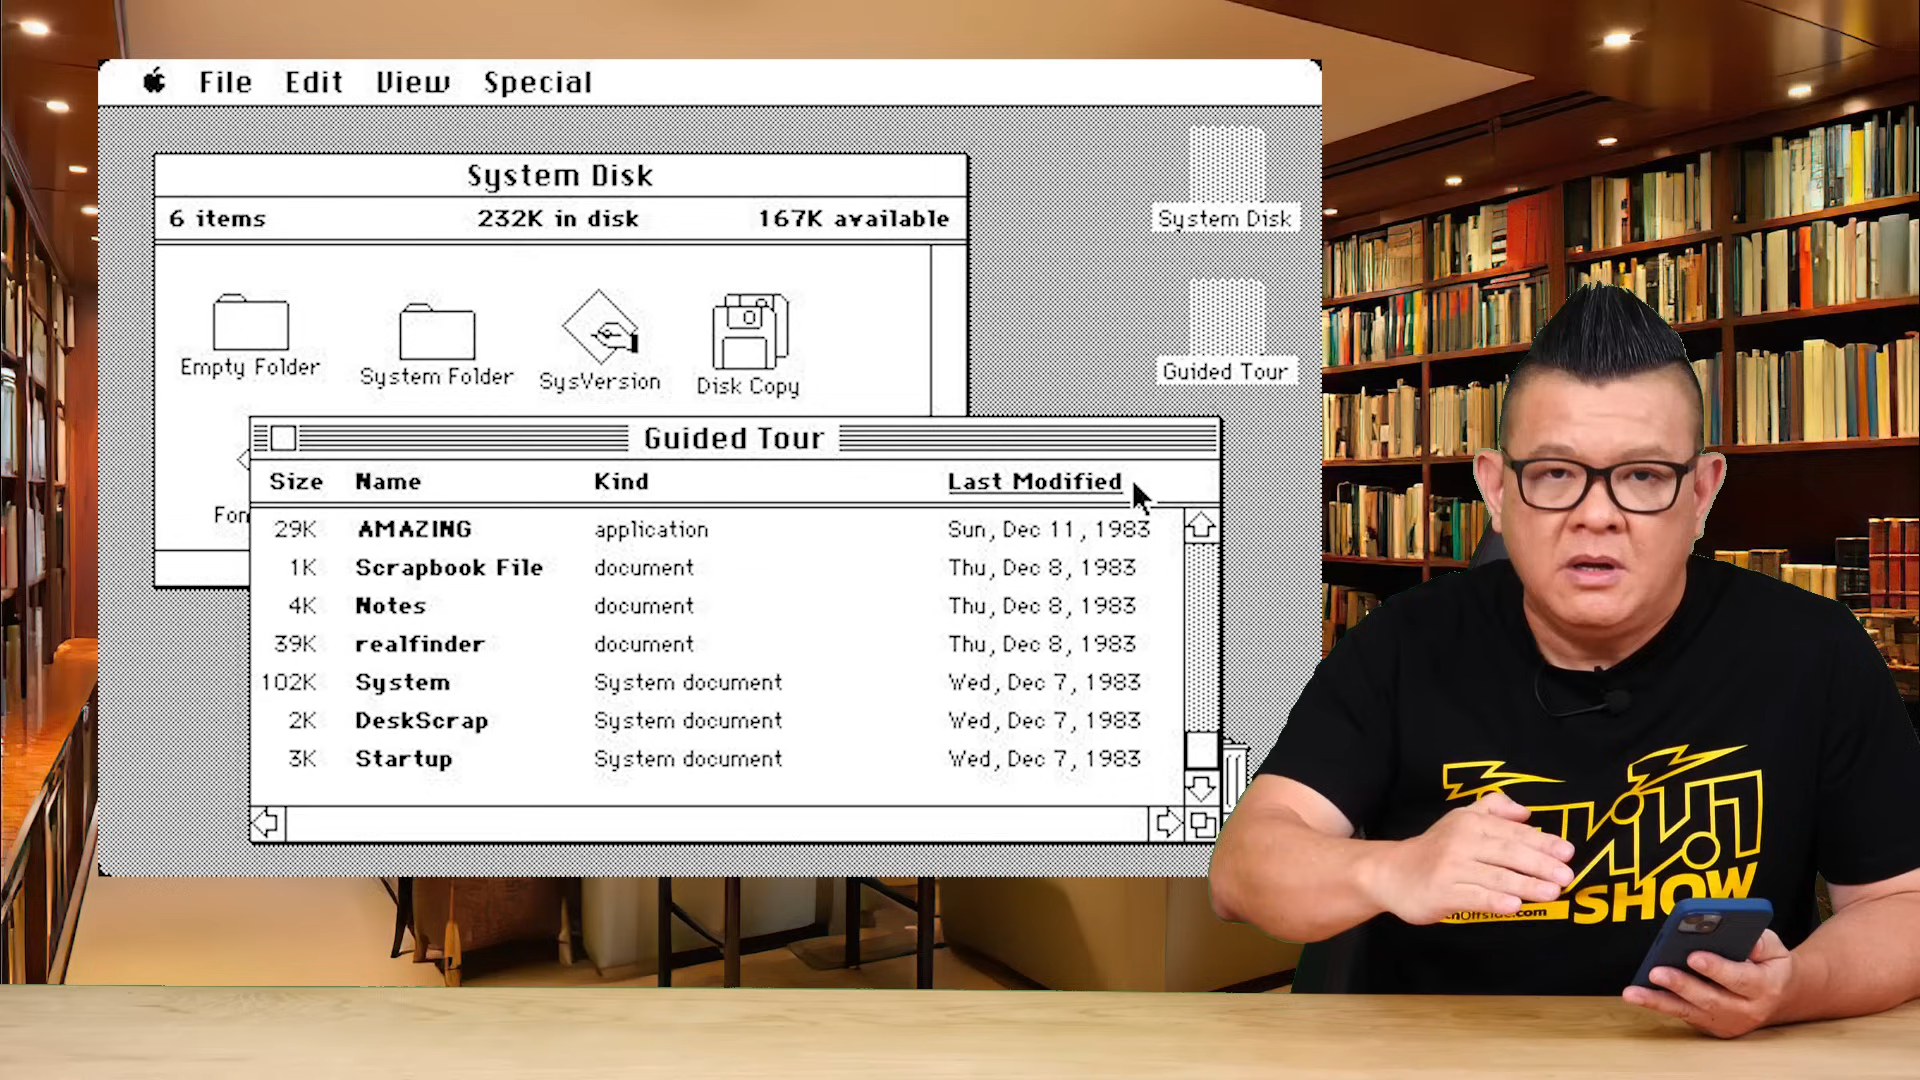 File Edit View Special
System Disk
6 items 232K in disk 167K available
Empty Folder
System Folder
SysVersion
Disk Copy
System Disk
Guided Tour
Guided Tour
Size Name Kind Last Modified
29K AMAZING application Sun, Dec 11, 1983
1K Scrapbook File document Thu, Dec 8, 1983
4K Notes document Thu, Dec 8, 1983
39K realfinder document Thu, Dec 8, 1983
102K System System document Wed, Dec 7, 1983
2K DeskScrap System document Wed, Dec 7, 1983
3K Startup System document Wed, Dec 7, 1983
SHOW